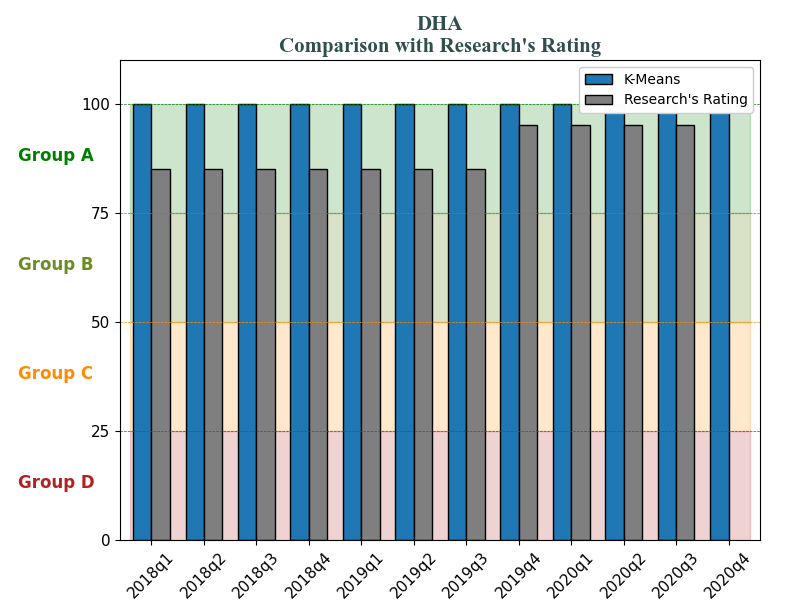 DHA
Comparison with Research's Rating
K-Means
Research's Rating
100
Group A
75
Group B
50
Group C
25
Group D
0
2018q1
2018q2
2018q3
2018q4
2019q1
2019q2
2019q3
2019q4
2020q1
2020q2
2020q3
2020q4